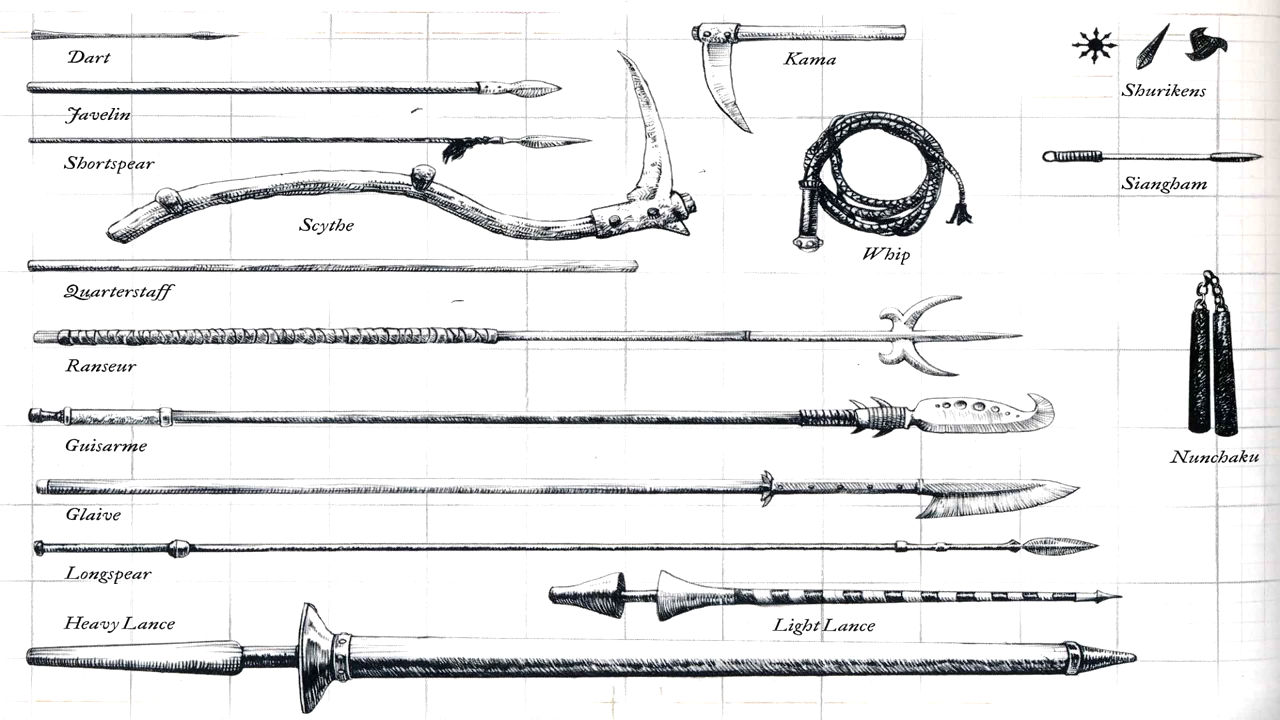 Dart
Kama
Shurikens
Javelin
Shortspear
Siangham
Scythe
Whip
Quarterstaff
Ranseur
Guisarme
Nunchaku
Glaive
Longspear
Heavy Lance
Light Lance